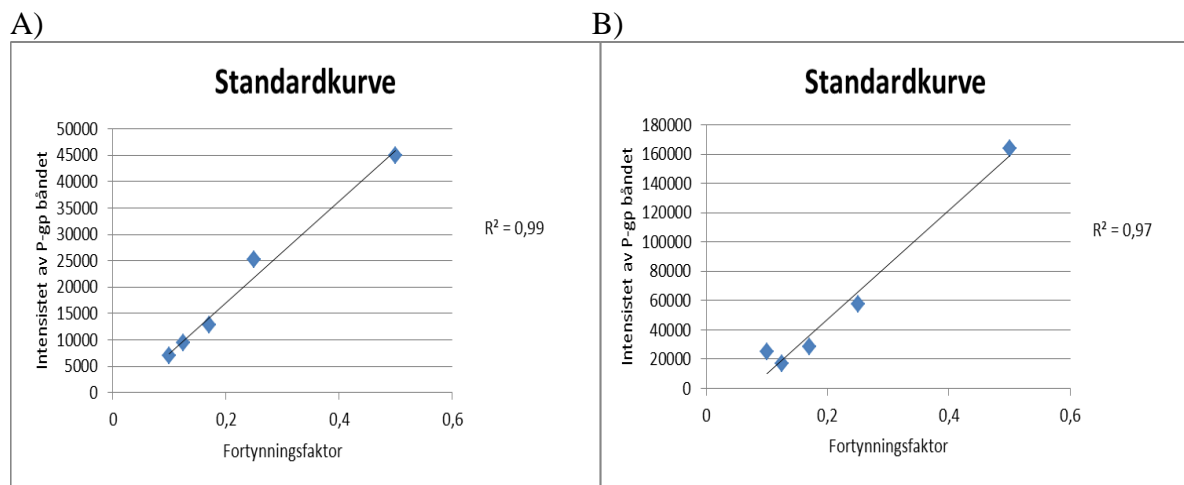 A)
Standardkurve
Intensistet av P-gp båndet
50000
45000
40000
35000
30000
25000
20000
15000
10000
5000
0
0 0,2 0,4 0,6
Fortynningsfaktor
R² = 0,99
B)
Standardkurve
Intensistet av P-gp båndet
180000
160000
140000
120000
100000
80000
60000
40000
20000
0
0 0,2 0,4 0,6
Fortynningsfaktor
R² = 0,97